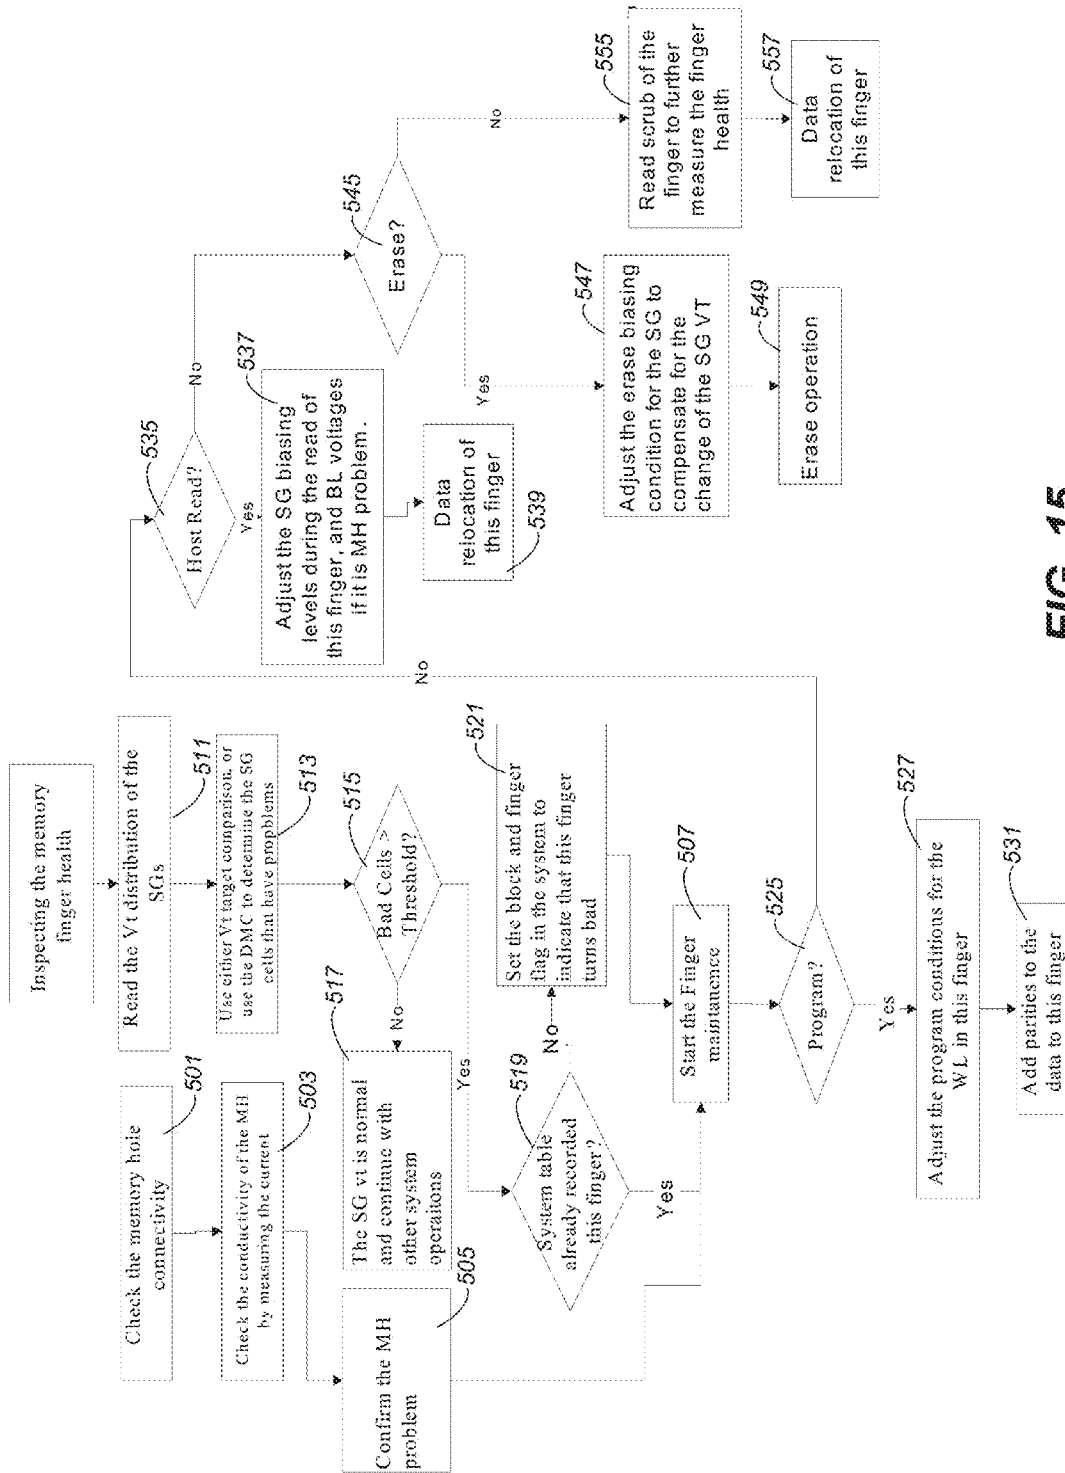 Inspecting the memory
finger health
Check the memory hole
connectivity
501
Read the Vt distribution of the
SGs
511
Check the conductivity of the MH
by measuring the current
503
Use either Vt target comparison, or
use the DMC to determine the SG
cells that have propblems
513
Confirm the MH
problem
505
The SG vt is normal
and continue with
other system
operaitons
517
No
Bad Cells >
Threshold?
515
Yes
System table
already recorded
this finger?
519
No
Yes
Set the block and finger
flag in the system to
indicate that this finger
turns bad
521
Start the Finger
maintanence
507
Program?
525
No
Yes
Adjust the program conditions for the
WL in this finger
527
Add parities to the
data to this finger
531
Host Read?
535
No
Yes
Adjust the SG biasing
levels during the read of
this finger, and BL voltages
if it is MH problem.
537
Data
relocation of
this finger
539
Erase?
545
No
Yes
Adjust the erase biasing
condition for the SG to
compensate for the
change of the SG VT
547
Erase operation
549
Read scrub of the
finger to further
measure the finger
health
555
Data
relocation of
this finger
557
FIG. 15